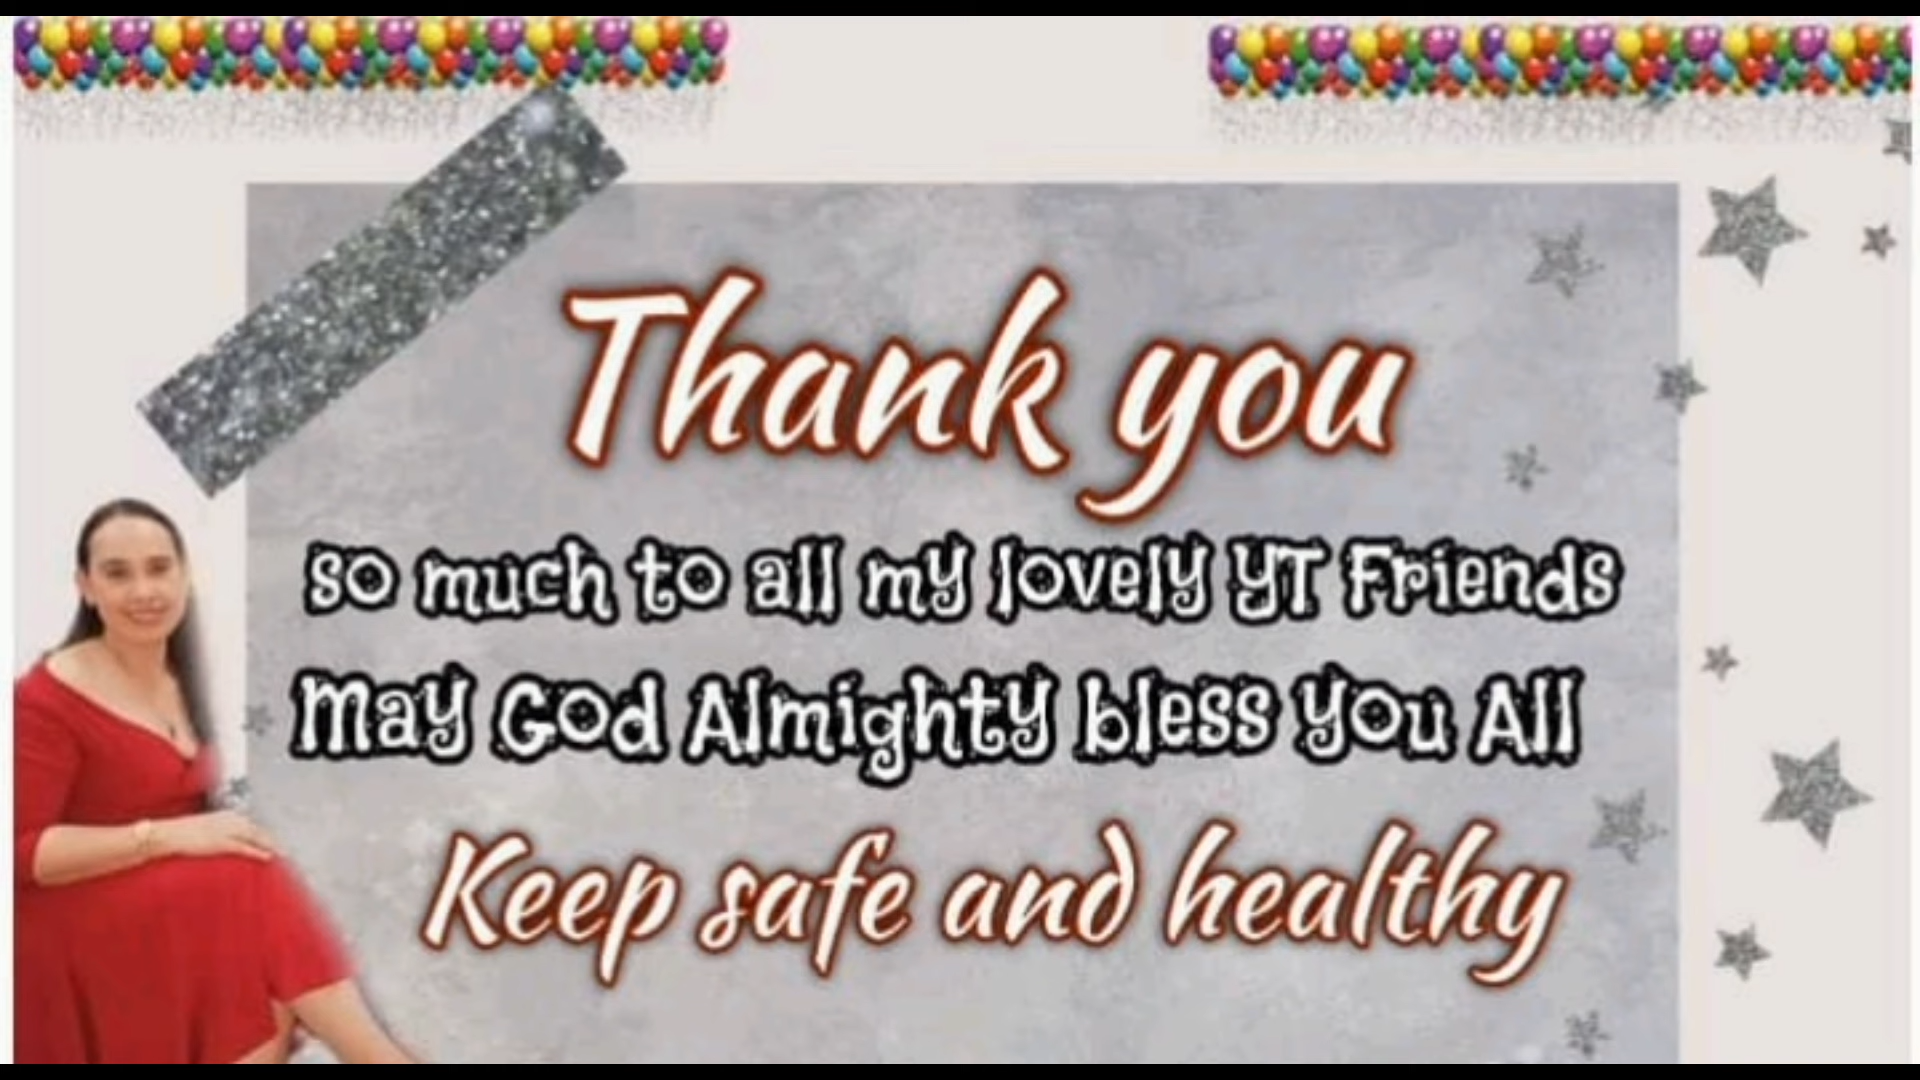 Thank you
so much to all my lovely YT Friends
May God Almighty bless you All
Keep safe and healthy